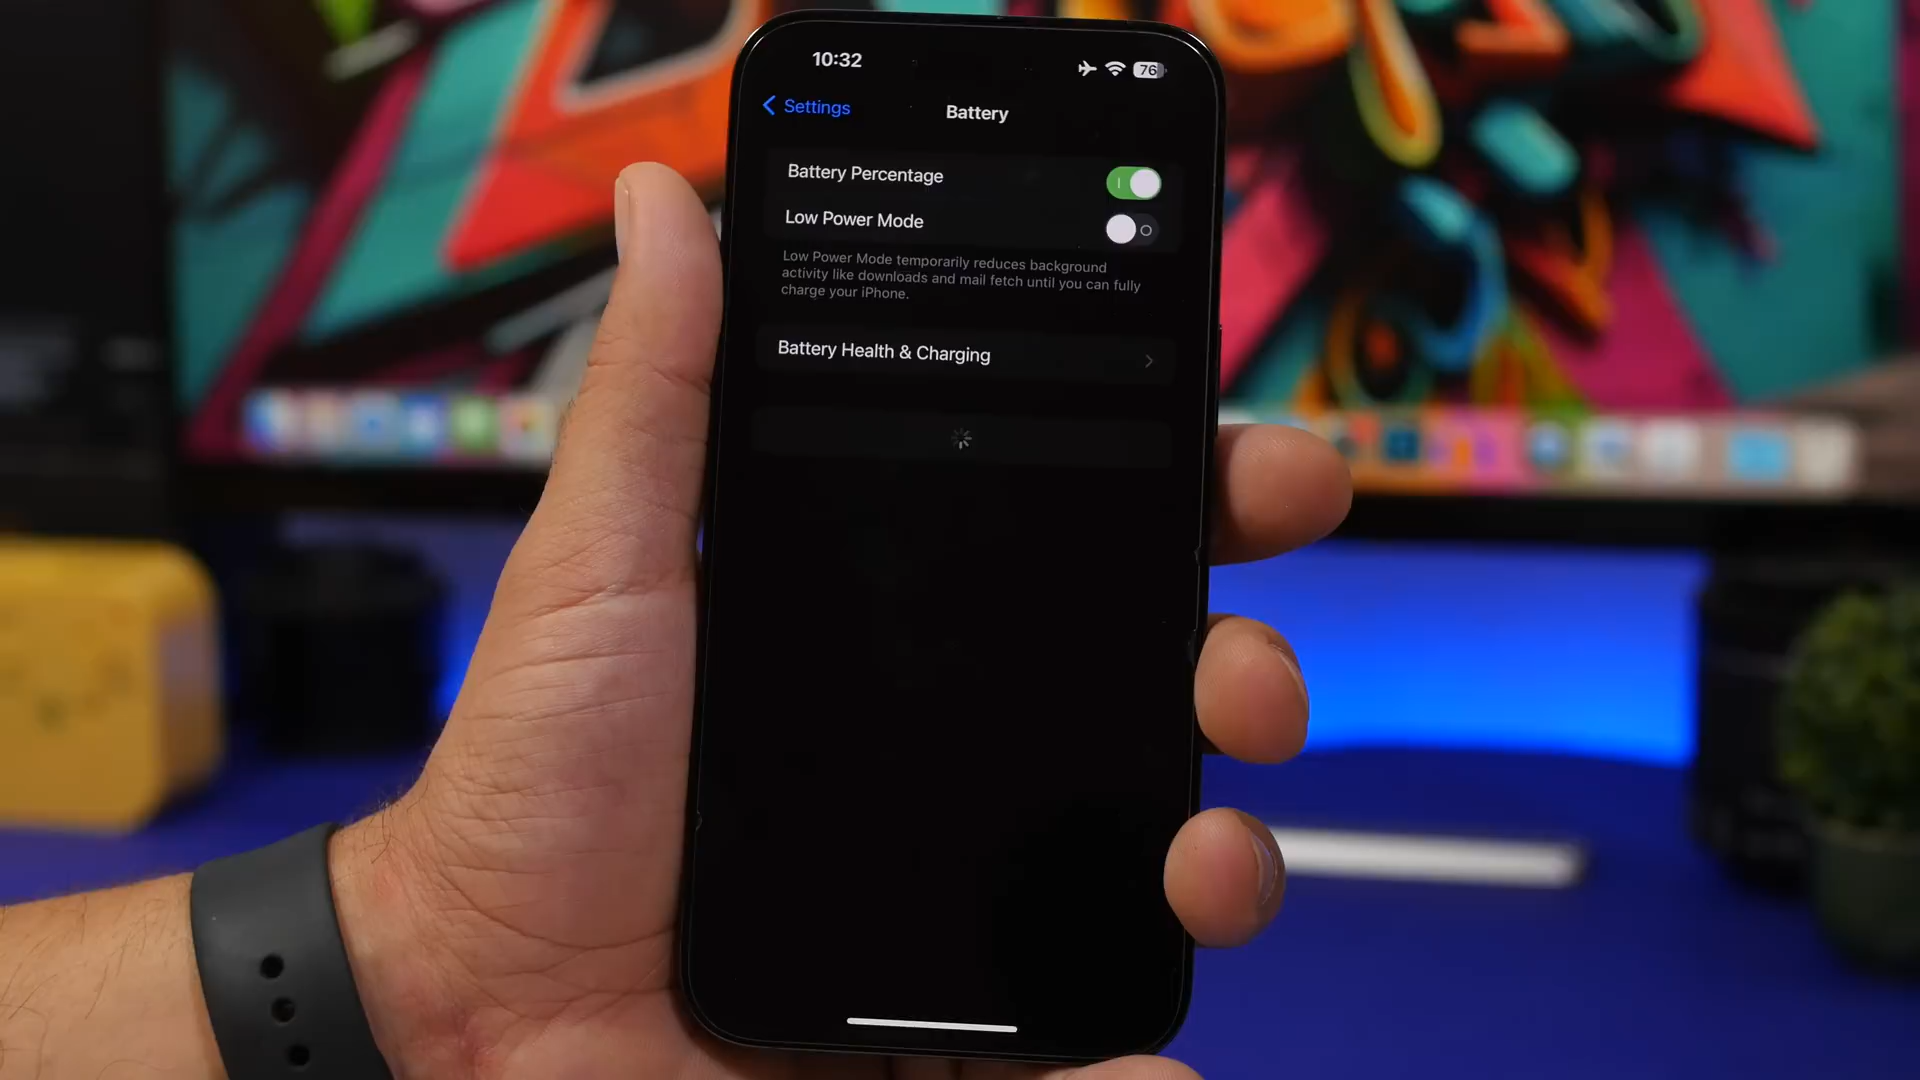 10:32
76
Settings
Battery
Battery Percentage
Low Power Mode
Low Power Mode temporarily reduces background
activity like downloads and mail fetch until you can fully
charge your iPhone.
Battery Health & Charging